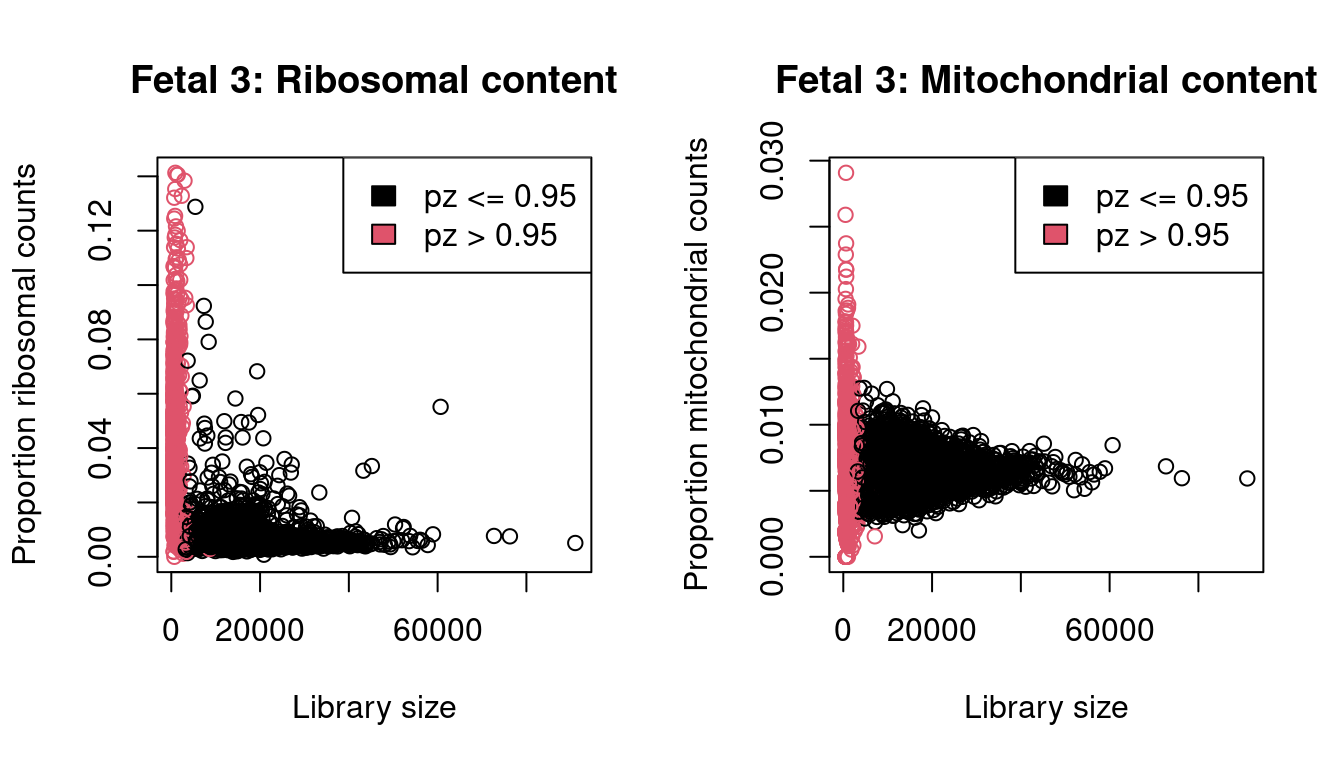 Fetal 3: Ribosomal content
Proportion ribosomal counts
0.12
0.08
0.04
0.00
pz <= 0.95
pz > 0.95
0 20000 60000
Library size
Fetal 3: Mitochondrial content
Proportion mitochondrial counts
0.030
0.020
0.010
0.000
pz <= 0.95
pz > 0.95
0 20000 60000
Library size